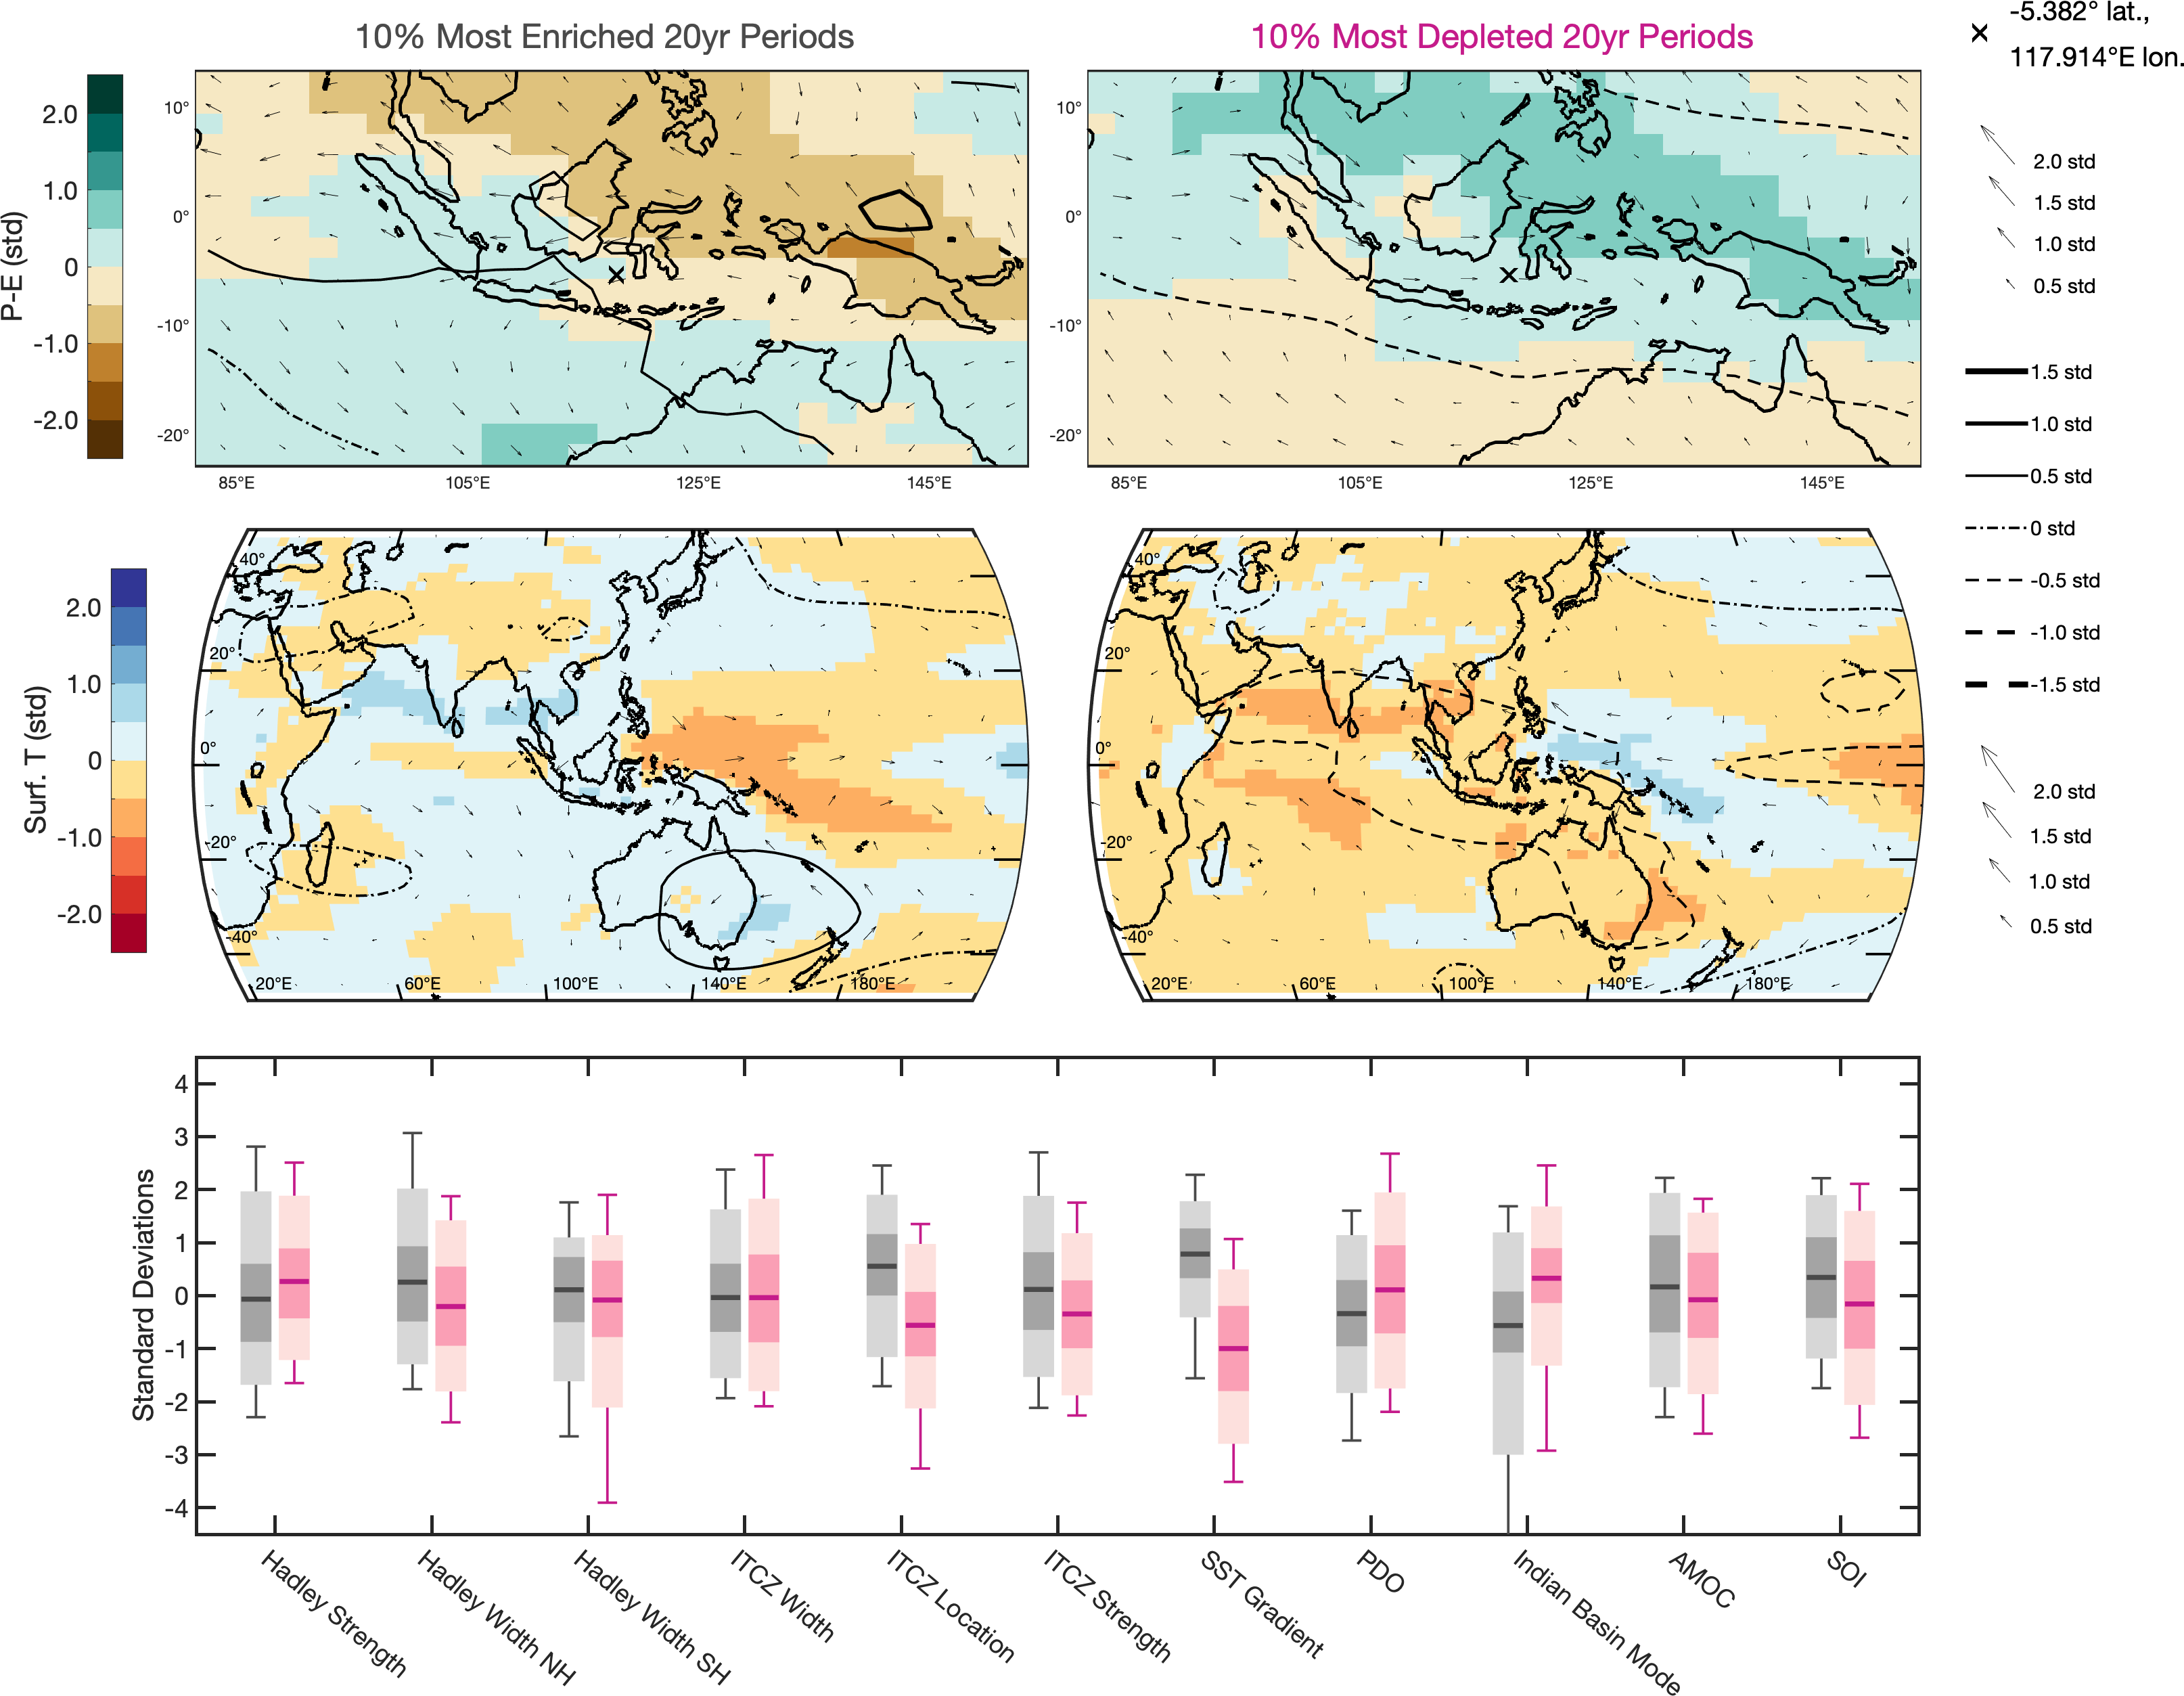 10% Most Enriched 20yr Periods
10% Most Depleted 20yr Periods
-5.382° lat.,
117.914°E lon.
P-E (std)
2.0
1.0
0
-1.0
-2.0
10°
0°
-10°
-20°
85°E 105°E 125°E 145°E
10°
0°
-10°
-20°
85°E 105°E 125°E 145°E
2.0 std
1.5 std
1.0 std
0.5 std
1.5 std
1.0 std
0.5 std
0 std
-0.5 std
-1.0 std
-1.5 std
Surf. T (std)
2.0
1.0
0
-1.0
-2.0
40°
20°
0°
-20°
-40°
20°E 60°E 100°E 140°E 180°E
40°
20°
0°
-20°
-40°
20°E 60°E 100°E 140°E 180°E
2.0 std
1.5 std
1.0 std
0.5 std
Standard Deviations
4
3
2
1
0
-1
-2
-3
-4
Hadley Strength
Hadley Width NH
Hadley Width SH
ITCZ Width
ITCZ Location
ITCZ Strength
SST Gradient
PDO
Indian Basin Mode
AMOC
SOI